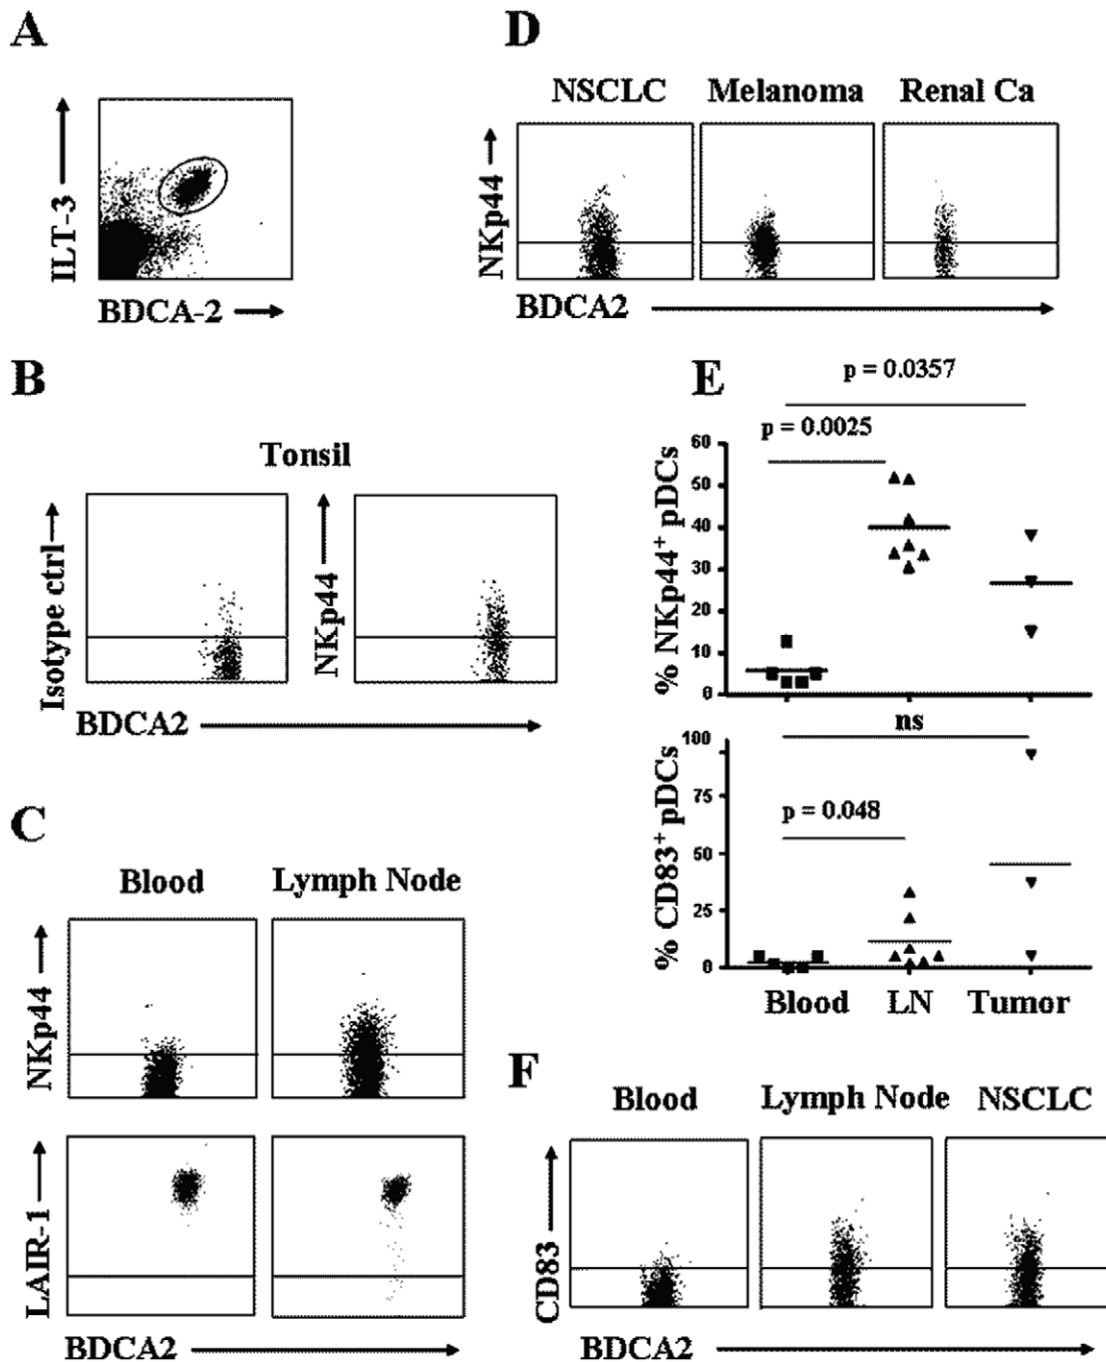 A
ILT-3
BDCA-2
D
NSCLC Melanoma Renal Ca
NKp44
BDCA2
B
Tonsil
Isotype ctrl
NKp44
BDCA2
E
p = 0.0357
p = 0.0025
% NKp44⁺ pDCs
60
50
40
30
20
10
0
ns
% CD83⁺ pDCs
100
75
50
25
0
p = 0.048
Blood LN Tumor
C
Blood Lymph Node
NKp44
LAIR-1
BDCA2
F
Blood Lymph Node NSCLC
CD83
BDCA2